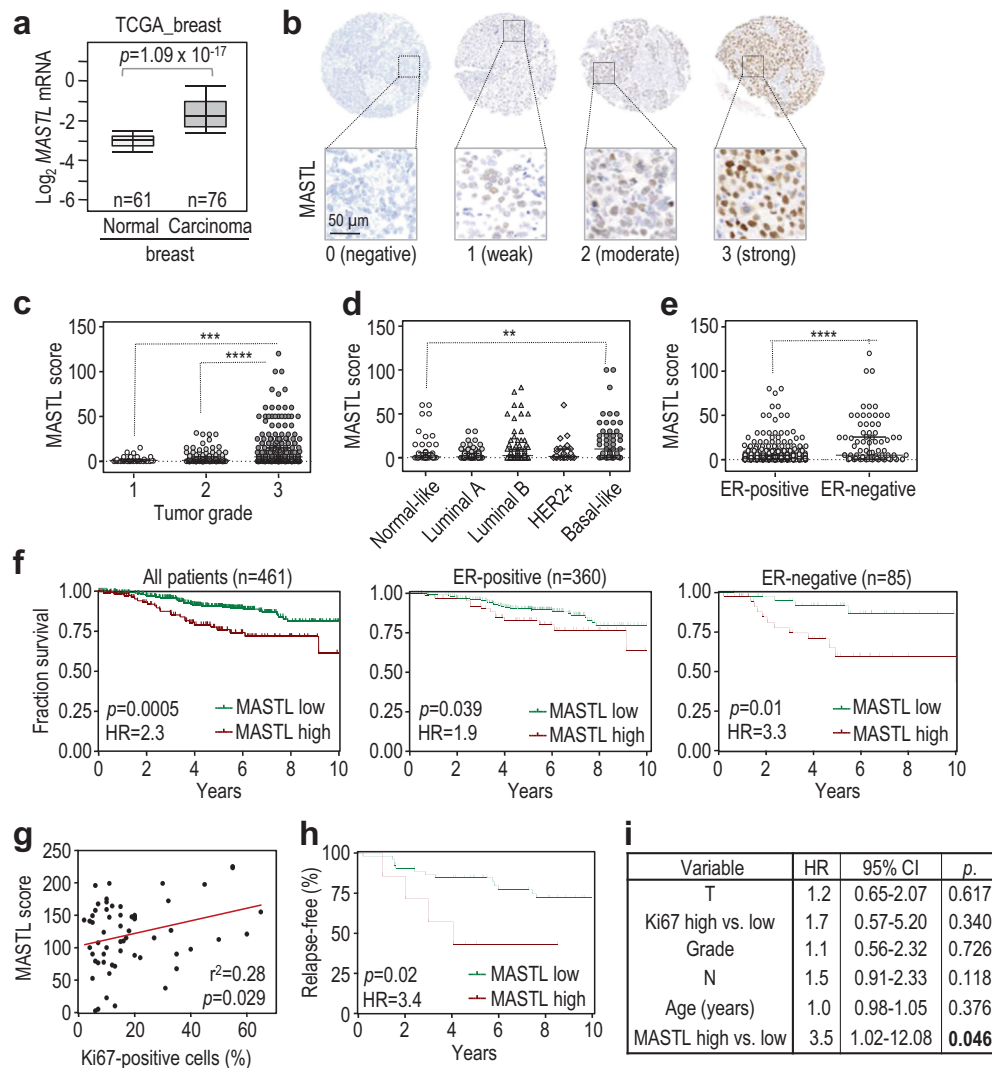 a
TCGA_breast
p=1.09 x 10-17
Log2 MASTL mRNA
0
-2
-3
-4
-6
n=61
n=76
Normal Carcinoma
breast
b
MASTL
50 µm
0 (negative)
1 (weak)
2 (moderate)
3 (strong)
c
MASTL score
150
100
50
0
***
****
1
2
3
Tumor grade
d
MASTL score
150
100
50
0
**
Normal-like
Luminal A
Luminal B
HER2+
Basal-like
e
MASTL score
150
100
50
0
****
ER-positive
ER-negative
f
All patients (n=461)
Fraction survival
1.00
0.75
0.50
0.25
0.00
p=0.0005
HR=2.3
MASTL low
MASTL high
0 2 4 6 8 10
Years
ER-positive (n=360)
1.00
0.75
0.50
0.25
0.00
p=0.039
HR=1.9
MASTL low
MASTL high
0 2 4 6 8 10
Years
ER-negative (n=85)
1.00
0.75
0.50
0.25
0.00
p=0.01
HR=3.3
MASTL low
MASTL high
0 2 4 6 8 10
Years
g
MASTL score
250
200
150
100
50
0
r2=0.28
p=0.029
0 20 40 60
Ki67-positive cells (%)
h
Relapse-free (%)
100
75
50
25
0
p=0.02
HR=3.4
MASTL low
MASTL high
0 2 4 6 8 10
Years
i
Variable HR 95% CI p.
T 1.2 0.65-2.07 0.617
Ki67 high vs. low 1.7 0.57-5.20 0.340
Grade 1.1 0.56-2.32 0.726
N 1.5 0.91-2.33 0.118
Age (years) 1.0 0.98-1.05 0.376
MASTL high vs. low 3.5 1.02-12.08 0.046